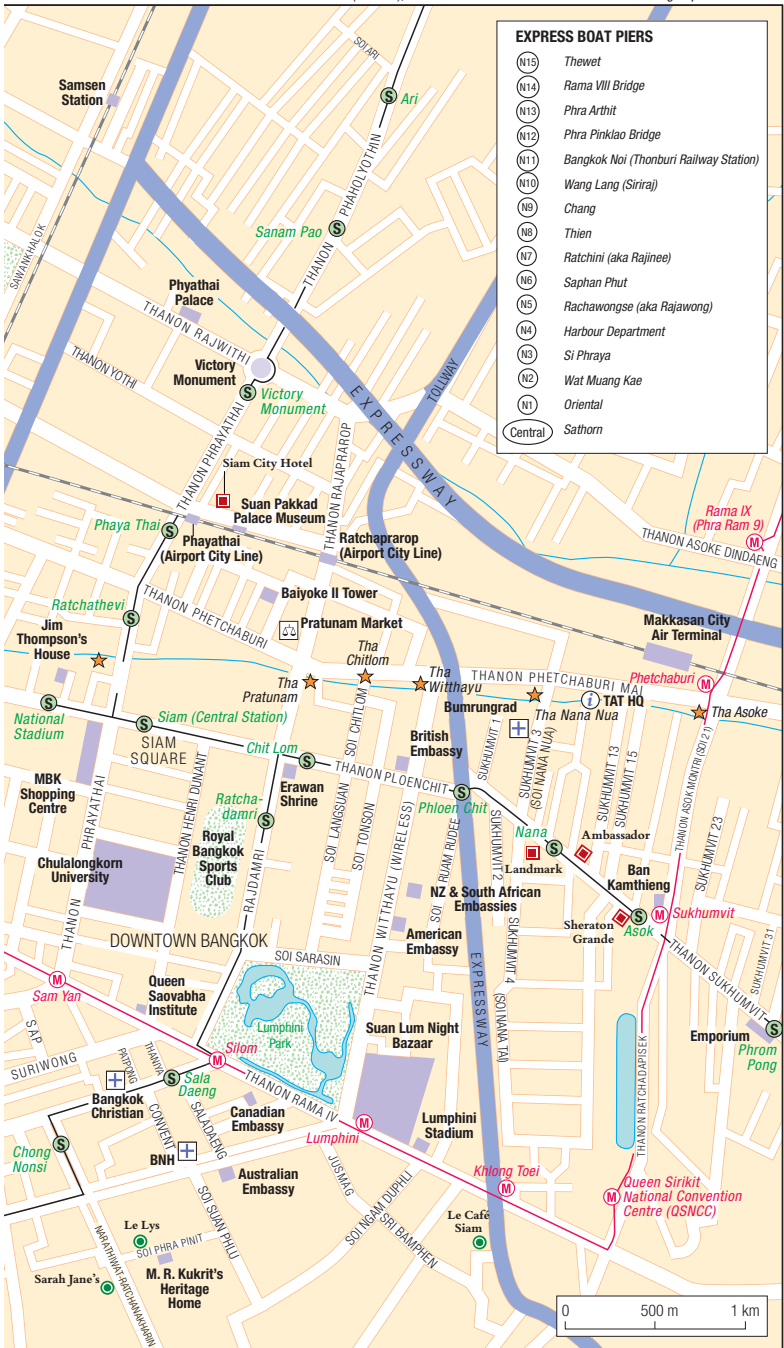 EXPRESS BOAT PIERS
N15 Thewet
N14 Rama VIII Bridge
N13 Phra Arthit
N12 Phra Pinklao Bridge
N11 Bangkok Noi (Thonburi Railway Station)
N10 Wang Lang (Siriraj)
N9 Chang
N8 Thien
N7 Ratchini (aka Rajinee)
N6 Saphan Phut
N5 Rachawongse (aka Rajawong)
N4 Harbour Department
N3 Si Phraya
N2 Wat Muang Kae
N1 Oriental
Central Sathorn
SOI ARI
Samsen
Station
S Ari
THANON PHAHOLYOTHIN
Sanam Pao S
SAWANKHALOK
Phyathai
Palace
THANON RAJWITHI
THANON YOTHI
Victory
Monument
S Victory
Monument
EXPRESSWAY
TOLLWAY
THANON PHRAYATHAI
THANON RAJAPRAROP
Siam City Hotel
Suan Pakkad
Palace Museum
Phaya Thai S
Phayathai
(Airport City Line)
Ratchaprarop
(Airport City Line)
Rama IX
(Phra Ram 9)
M
THANON ASOKE DINDAENG
Ratchathevi S
THANON PHETCHABURI
Baiyoke II Tower
Pratunam Market
Jim
Thompson's
House
Makkasan City
Air Terminal
Tha
Chitlom
Tha
Pratunam
Tha
Witthayu
THANON PHETCHABURI MAI
Phetchaburi M
Bumrungrad
Tha Nana Nua
i TAT HQ
Tha Asoke
S National
Stadium
S Siam (Central Station)
SIAM
SQUARE
Chit Lom S
SOI CHITLOM
British
Embassy
SUKHUMVIT 1
SUKHUMVIT 3
(SOI NANA NUA)
SUKHUMVIT 13
SUKHUMVIT 15
THANON ASOK MONTRI (SOI 21)
SUKHUMVIT 23
MBK
Shopping
Centre
THANON PHRAYATHAI
THANON HENRI DUNANT
Erawan
Shrine
THANON PLOENCHIT
S Phloen Chit
Ratcha-
damri S
Royal
Bangkok
Sports
Club
RAJDAMRI
SOI LANGSUAN
SOI TONSON
THANON WITTHAYU (WIRELESS)
SOI RUAM RUDEE
SUKHUMVIT 2
Nana S
Ambassador
Landmark
Ban
Kamthieng
Chulalongkorn
University
NZ & South African
Embassies
Sheraton
Grande
S Asok
M Sukhumvit
American
Embassy
SUKHUMVIT 4
(SOI NANA TAI)
SUKHUMVIT 31
THANON SUKHUMVIT
DOWNTOWN BANGKOK
SOI SARASIN
EXPRESSWAY
M
Sam Yan
Queen
Saovabha
Institute
Lumphini
Park
Suan Lum Night
Bazaar
Emporium
S Phrom
Pong
SAP
SURIWONG
PATPONG
THANIYA
Silom M
S Sala
Daeng
THANON RAMA IV
THANON RATCHADAPISEK
Bangkok
Christian
CONVENT
SALADAENG
Canadian
Embassy
M Lumphini
Lumphini
Stadium
Chong
Nonsi S
BNH
Australian
Embassy
JUSMAG
SOI NGAM DUPHLI
SRI BAMPHEN
Khlong Toei
M
M Queen Sirikit
National Convention
Centre (QSNCC)
Le Lys
SOI PHRA PINIT
SOI SUAN PHLU
Le Café
Siam
NARATHIWAT-RATCHANAKHARIN
Sarah Jane's
M. R. Kukrit's
Heritage
Home
0 500 m 1 km